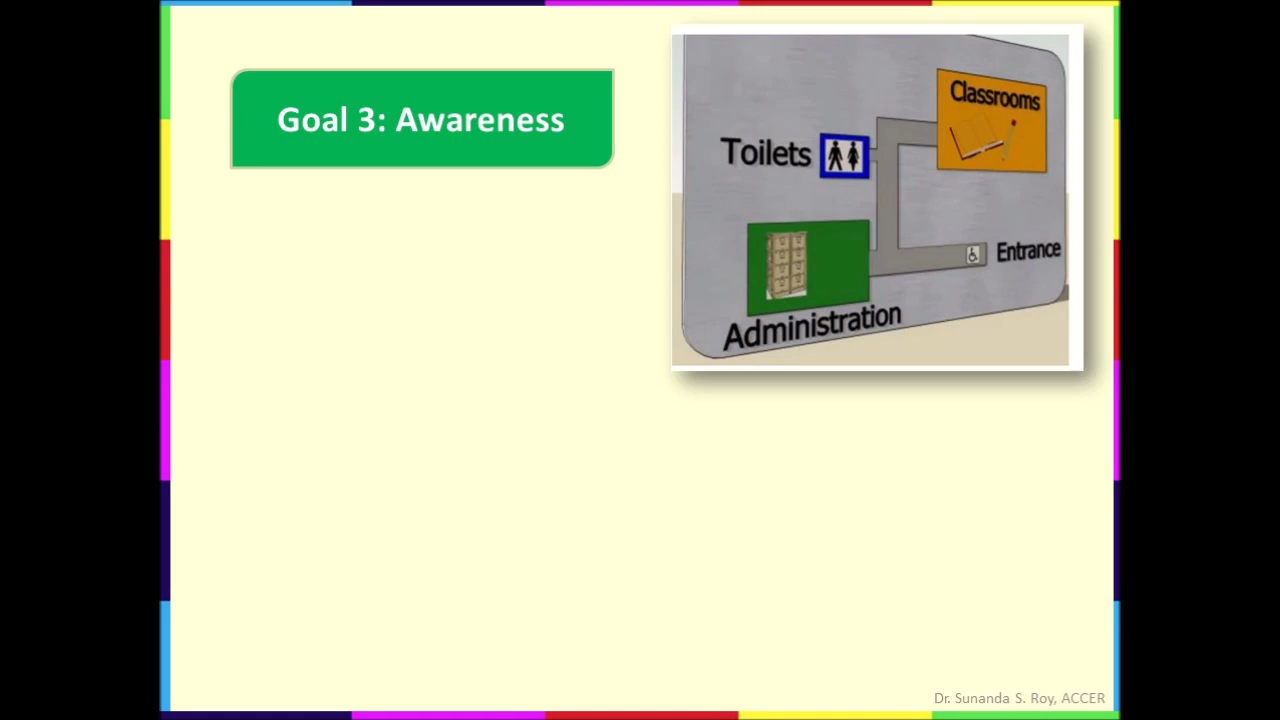 Goal 3: Awareness
Classrooms
Toilets
Entrance
Administration
Dr. Sunanda S. Roy, ACCER